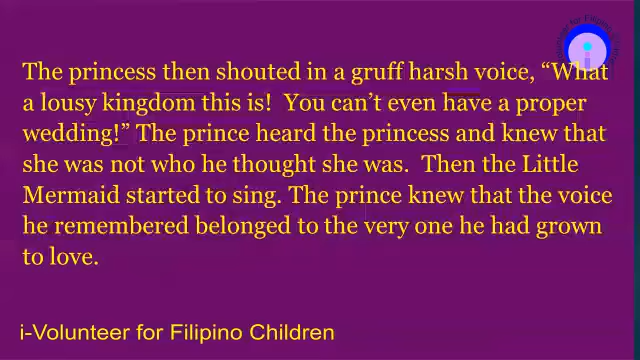 The princess then shouted in a gruff harsh voice, “What
a lousy kingdom this is!  You can’t even have a proper
wedding!” The prince heard the princess and knew that
she was not who he thought she was.  Then the Little
Mermaid started to sing. The prince knew that the voice
he remembered belonged to the very one he had grown
to love.
i-Volunteer for Filipino Children